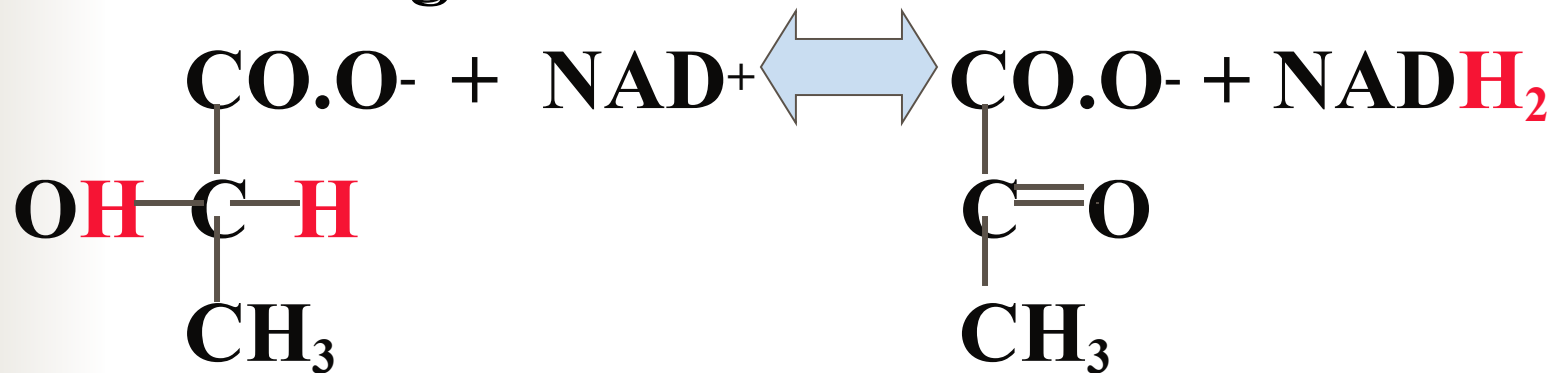 CO.O- + NAD+ CO.O- + NADH2
OH C H C O
CH3 CH3